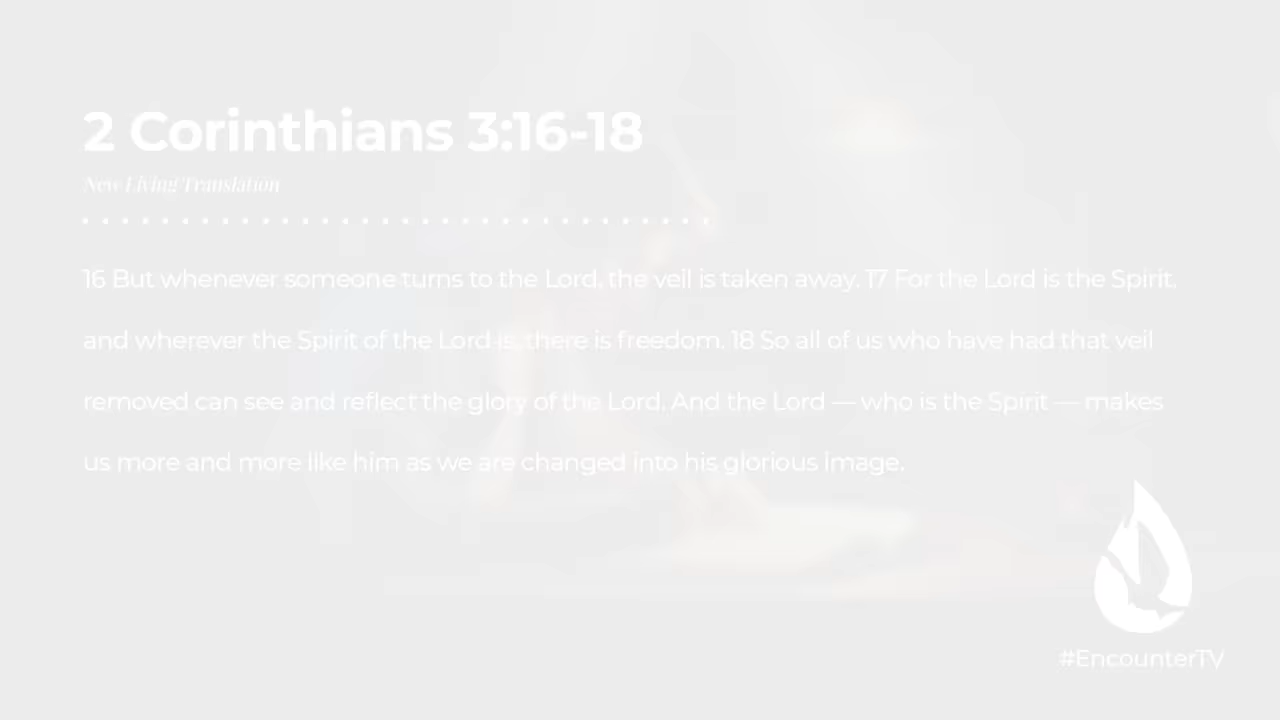 2 Corinthians 3:16-18
New Living Translation
16 But whenever someone turns to the Lord, the veil is taken away. 17 For the Lord is the Spirit,
and wherever the Spirit of the Lord is, there is freedom. 18 So all of us who have had that veil
removed can see and reflect the glory of the Lord. And the Lord — who is the Spirit — makes
us more and more like him as we are changed into his glorious image.
#EncounterTV